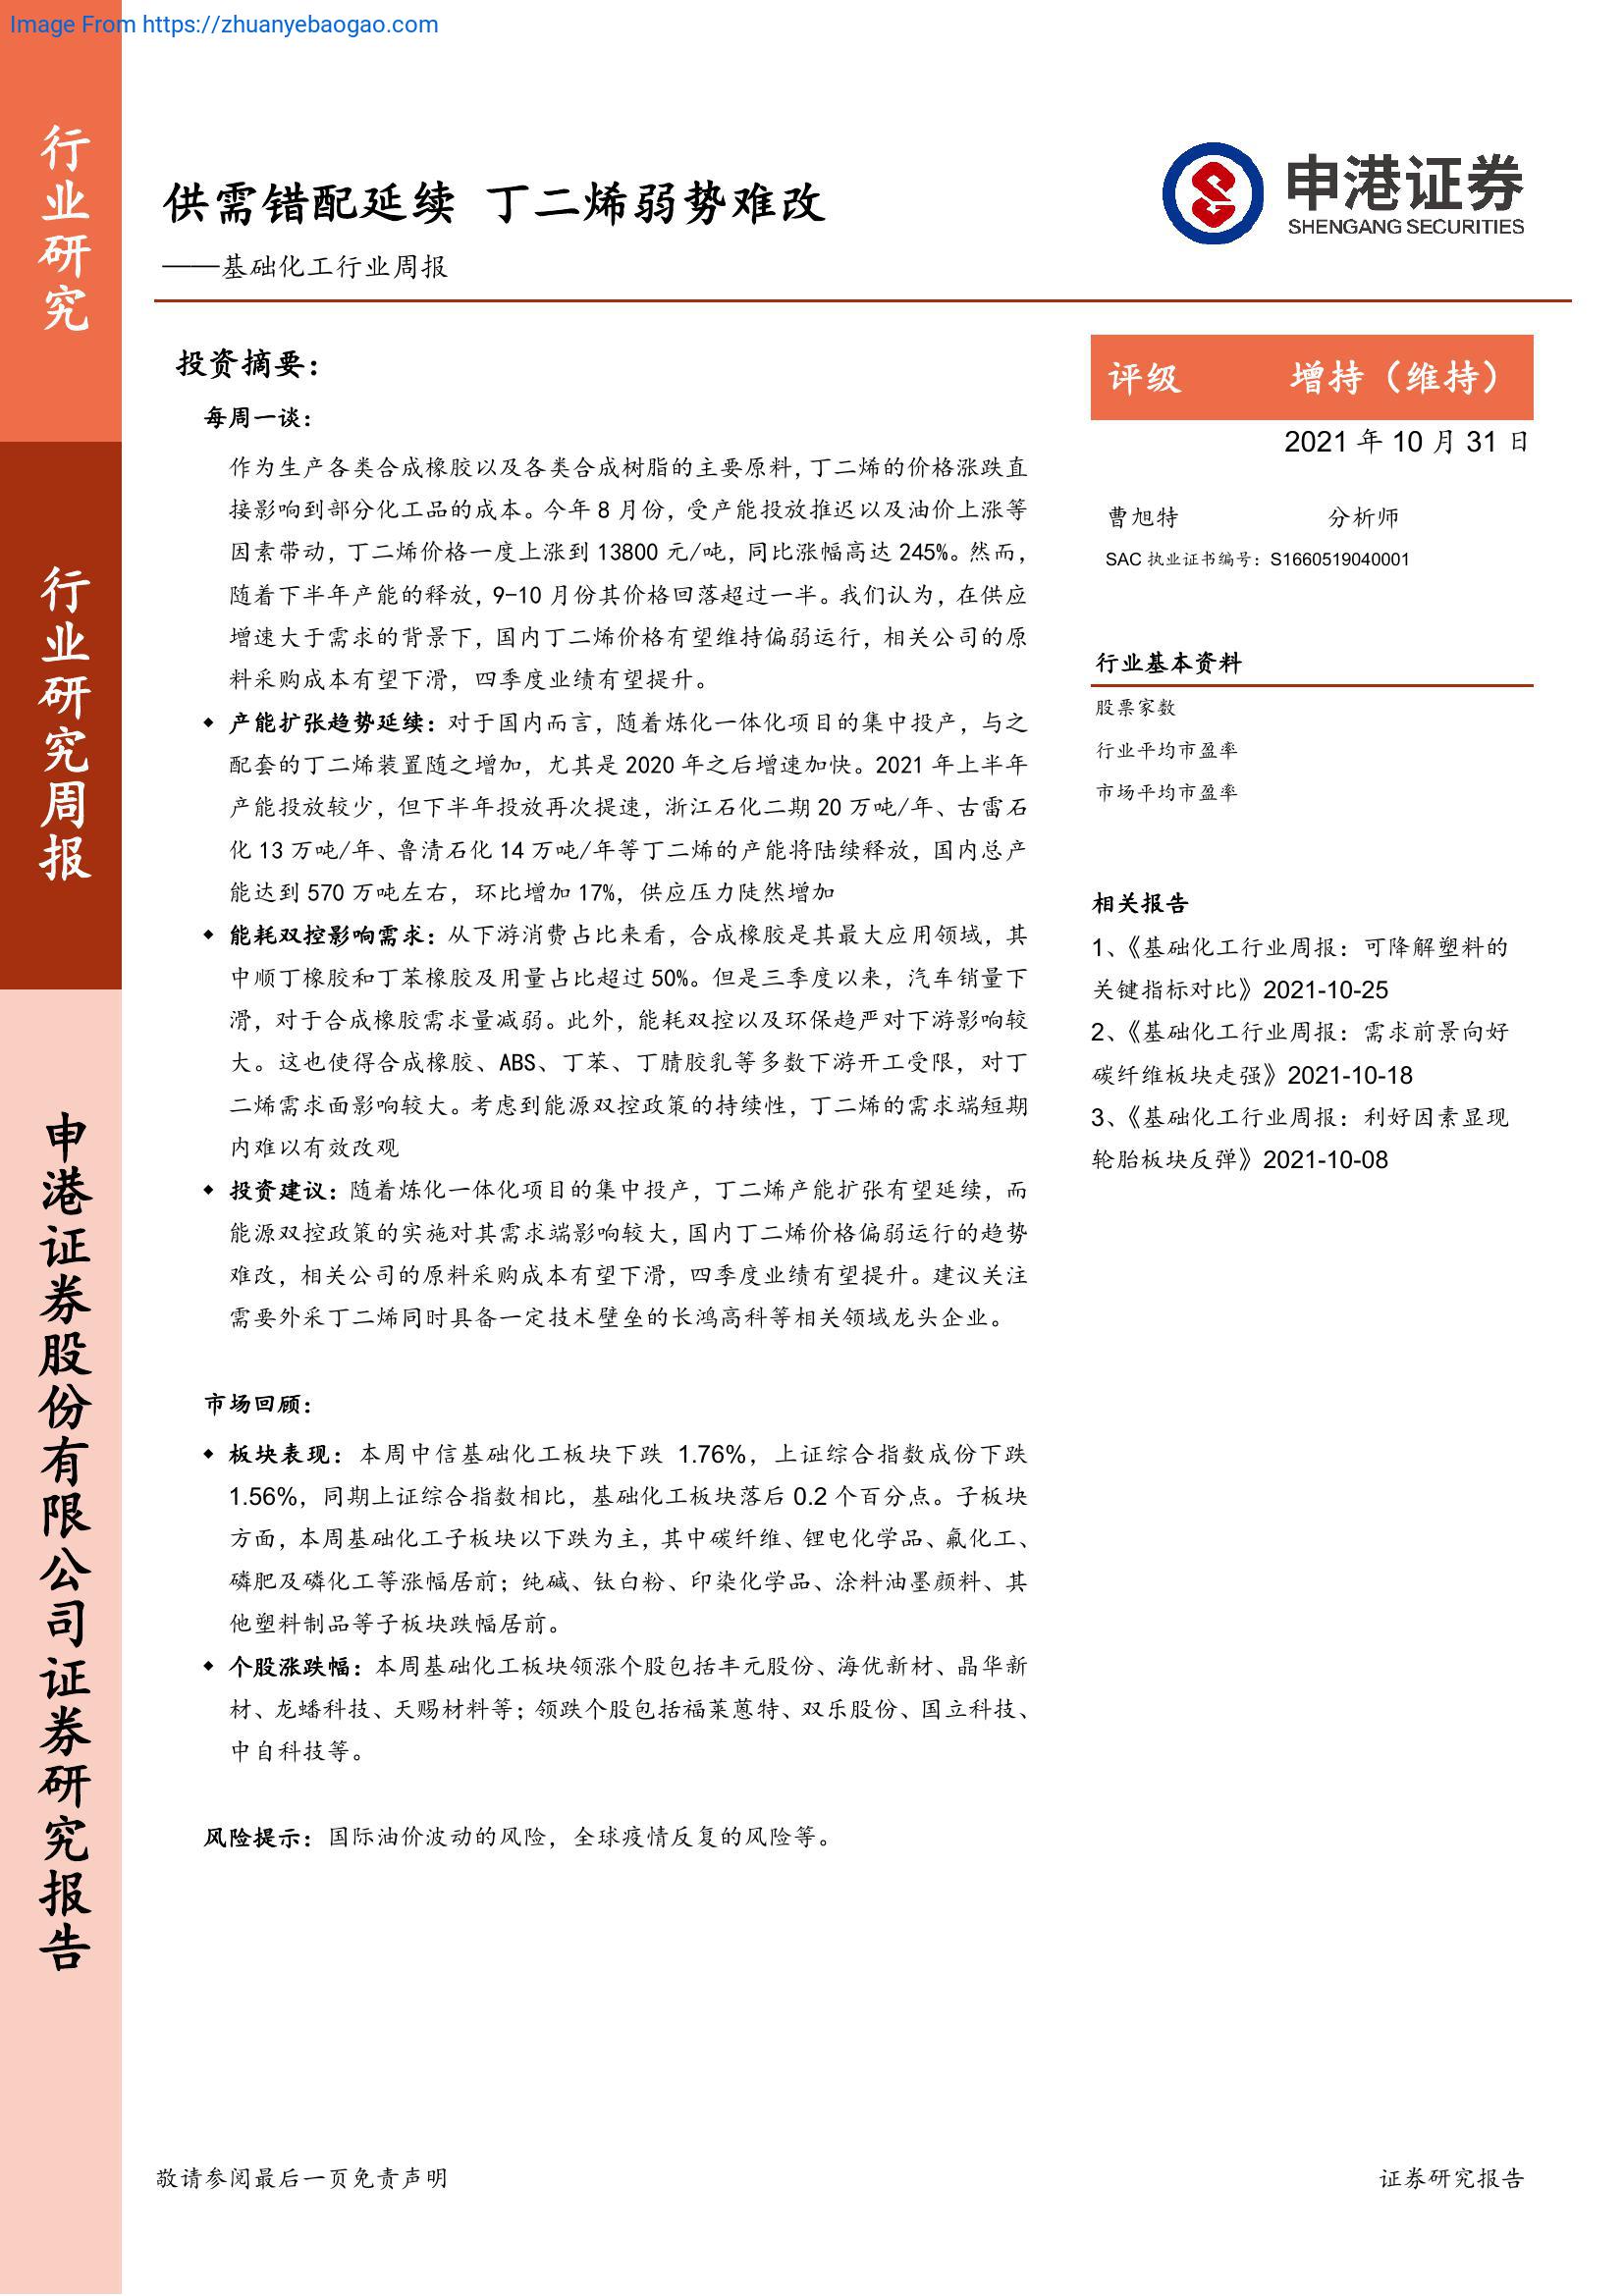 Image From https://zhuanyebaogao.com
行业研究
行业研究周报
申港证券股份有限公司证券研究报告
供需错配延续 丁二烯弱势难改
——基础化工行业周报
申港证券
SHENGANG SECURITIES
投资摘要：
每周一谈：
作为生产各类合成橡胶以及各类合成树脂的主要原料，丁二烯的价格涨跌直
接影响到部分化工品的成本。今年 8 月份，受产能投放推迟以及油价上涨等
因素带动，丁二烯价格一度上涨到 13800 元/吨，同比涨幅高达 245%。然而，
随着下半年产能的释放，9-10 月份其价格回落超过一半。我们认为，在供应
增速大于需求的背景下，国内丁二烯价格有望维持偏弱运行，相关公司的原
料采购成本有望下滑，四季度业绩有望提升。
◆ 产能扩张趋势延续：对于国内而言，随着炼化一体化项目的集中投产，与之
配套的丁二烯装置随之增加，尤其是 2020 年之后增速加快。2021 年上半年
产能投放较少，但下半年投放再次提速，浙江石化二期 20 万吨/年、古雷石
化 13 万吨/年、鲁清石化 14 万吨/年等丁二烯的产能将陆续释放，国内总产
能达到 570 万吨左右，环比增加 17%，供应压力陡然增加
◆ 能耗双控影响需求：从下游消费占比来看，合成橡胶是其最大应用领域，其
中顺丁橡胶和丁苯橡胶及用量占比超过 50%。但是三季度以来，汽车销量下
滑，对于合成橡胶需求量减弱。此外，能耗双控以及环保趋严对下游影响较
大。这也使得合成橡胶、ABS、丁苯、丁腈胶乳等多数下游开工受限，对丁
二烯需求面影响较大。考虑到能源双控政策的持续性，丁二烯的需求端短期
内难以有效改观
◆ 投资建议：随着炼化一体化项目的集中投产，丁二烯产能扩张有望延续，而
能源双控政策的实施对其需求端影响较大，国内丁二烯价格偏弱运行的趋势
难改，相关公司的原料采购成本有望下滑，四季度业绩有望提升。建议关注
需要外采丁二烯同时具备一定技术壁垒的长鸿高科等相关领域龙头企业。
市场回顾：
◆ 板块表现：本周中信基础化工板块下跌 1.76%，上证综合指数成份下跌
1.56%，同期上证综合指数相比，基础化工板块落后 0.2 个百分点。子板块
方面，本周基础化工子板块以下跌为主，其中碳纤维、锂电化学品、氟化工、
磷肥及磷化工等涨幅居前；纯碱、钛白粉、印染化学品、涂料油墨颜料、其
他塑料制品等子板块跌幅居前。
◆ 个股涨跌幅：本周基础化工板块领涨个股包括丰元股份、海优新材、晶华新
材、龙蟠科技、天赐材料等；领跌个股包括福莱蒽特、双乐股份、国立科技、
中自科技等。
风险提示：国际油价波动的风险，全球疫情反复的风险等。
评级 增持（维持）
2021 年 10 月 31 日
曹旭特 分析师
SAC 执业证书编号：S1660519040001
行业基本资料
股票家数
行业平均市盈率
市场平均市盈率
相关报告
1、《基础化工行业周报：可降解塑料的
关键指标对比》2021-10-25
2、《基础化工行业周报：需求前景向好
碳纤维板块走强》2021-10-18
3、《基础化工行业周报：利好因素显现
轮胎板块反弹》2021-10-08
敬请参阅最后一页免责声明
证券研究报告